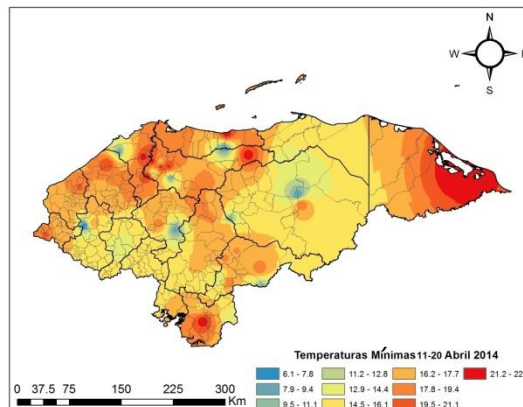 N
W
S
Temperaturas Mínimas 11-20 Abril 2014
6.1 - 7.8
11.2 - 12.8
16.2 - 17.7
21.2 - 22
7.9 - 9.4
12.9 - 14.4
17.8 - 19.4
9.5 - 11.1
14.5 - 16.1
19.5 - 21.1
0 37.5 75 150 225 300
Km